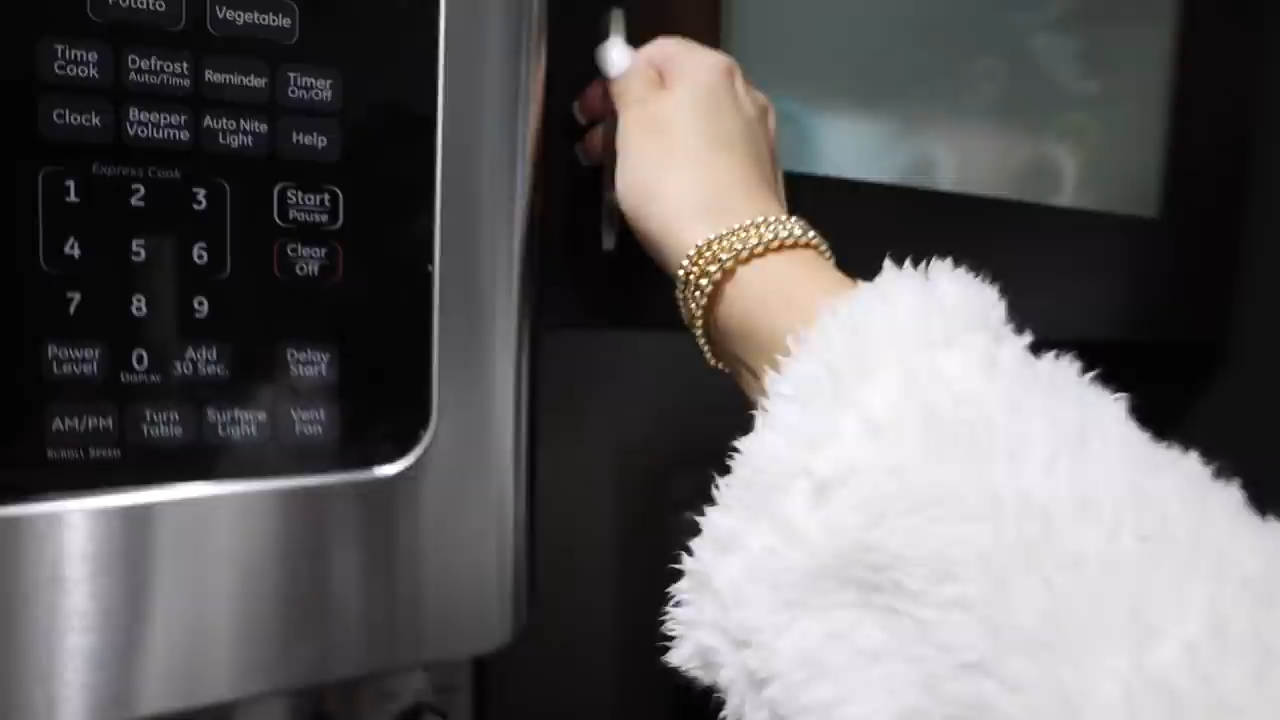 Potato
Vegetable
Time Cook
Defrost Auto/Time
Reminder
Timer On/Off
Clock
Beeper Volume
Auto Nite Light
Help
Express Cook
1 2 3
Start Pause
4 5 6
Clear Off
7 8 9
Power Level
0 DISPLAY
Add 30 Sec.
Delay Start
AM/PM
Turn Table
Surface Light
Vent Fan
SCROLL SPEED